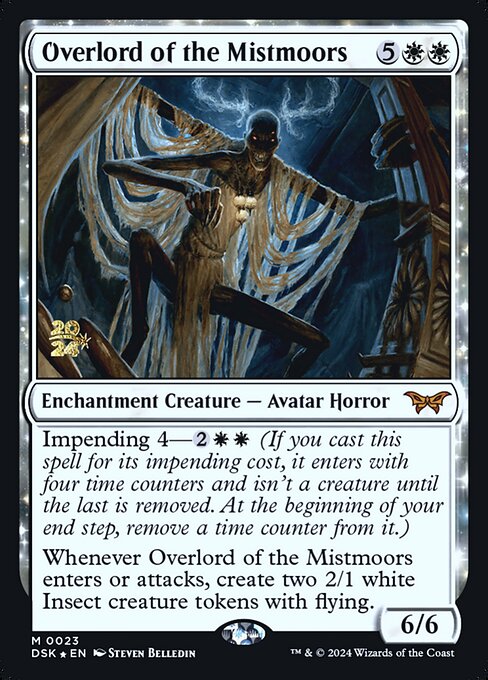 Overlord of the Mistmoors 5
2024
Enchantment Creature — Avatar Horror
Impending 4—2 (If you cast this
spell for its impending cost, it enters with
four time counters and isn't a creature until
the last is removed. At the beginning of your
end step, remove a time counter from it.)
Whenever Overlord of the Mistmoors
enters or attacks, create two 2/1 white
Insect creature tokens with flying.
6/6
M 0023
DSK ★ EN Steven Belledin
™ & © 2024 Wizards of the Coast